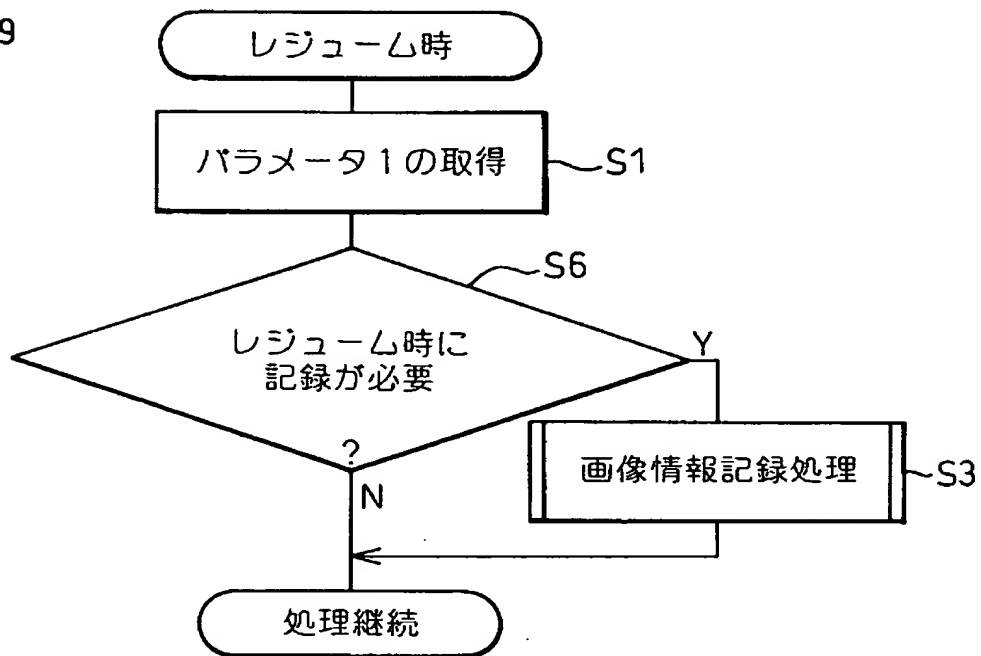 9
レジューム時
パラメータ1の取得
S1
S6
レジューム時に
記録が必要
?
Y
N
画像情報記録処理
S3
処理継続